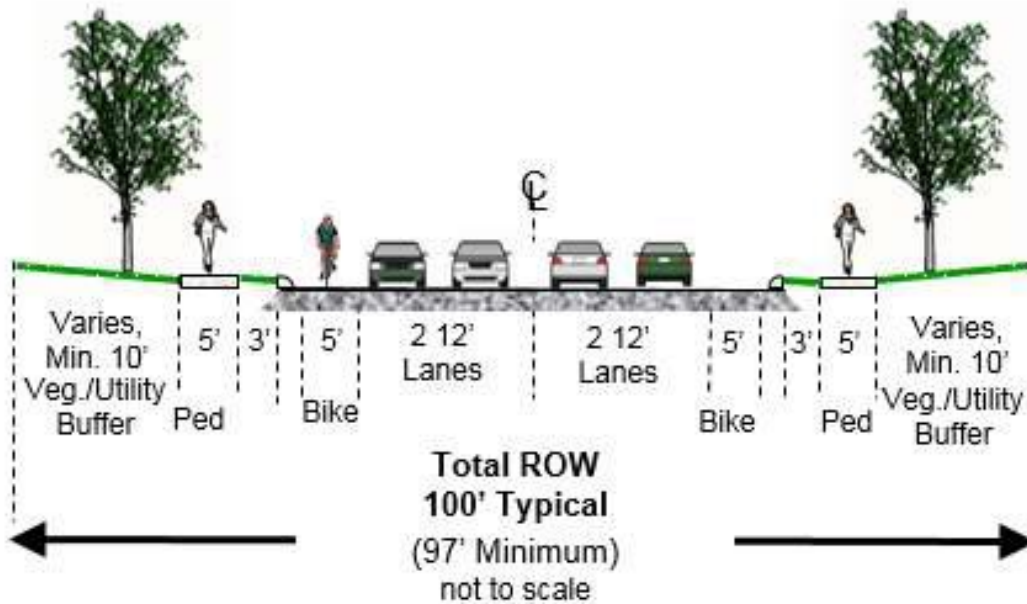 ℄
Varies,
Min. 10'
Veg./Utility
Buffer
5'
Ped
3'
5'
Bike
2 12'
Lanes
2 12'
Lanes
5'
Bike
3'
5'
Ped
Varies,
Min. 10'
Veg./Utility
Buffer
Total ROW
100' Typical
(97' Minimum)
not to scale